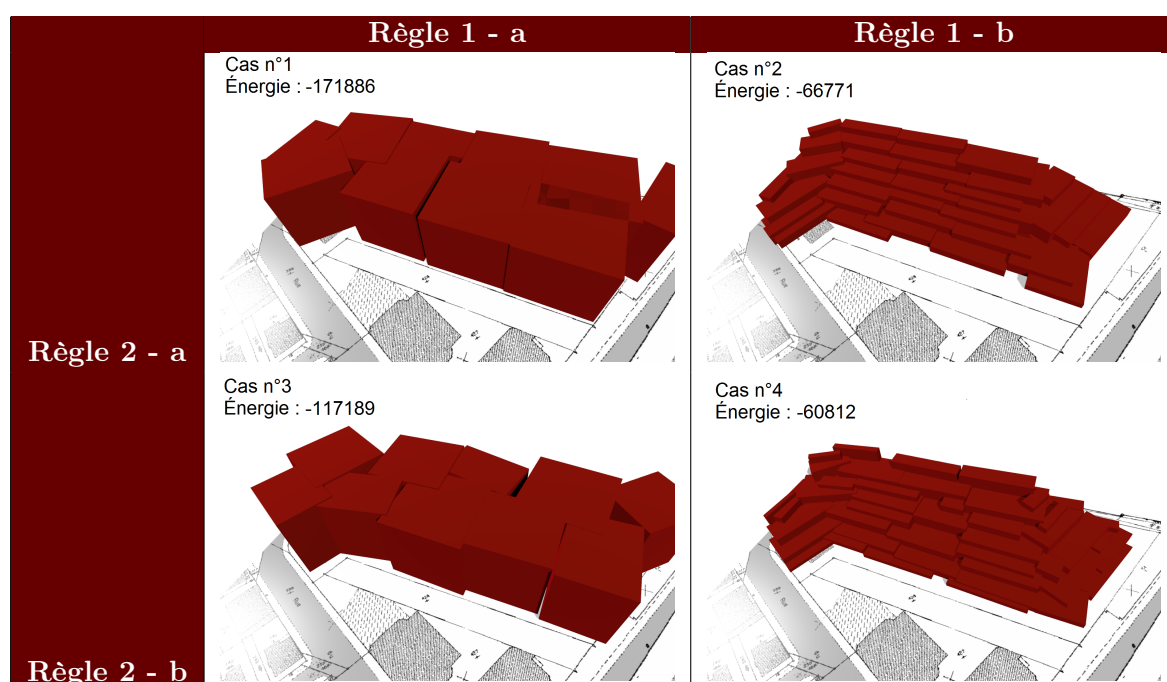 Règle 1 - a
Règle 1 - b
Cas n°1
Énergie : -171886
Cas n°2
Énergie : -66771
Règle 2 - a
Cas n°3
Énergie : -117189
Cas n°4
Énergie : -60812
Règle 2 - b